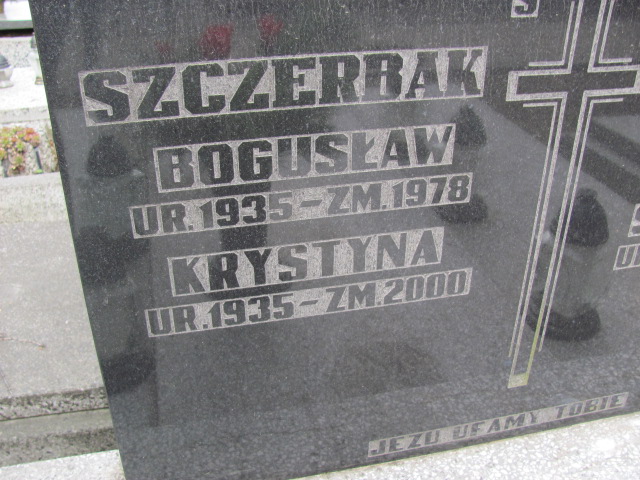 SZCZERBAK
BOGUSŁAW
UR.1935-ZM.1978
KRYSTYNA
UR.1935-ZM.2000
JEZU UFAMY TOBIE